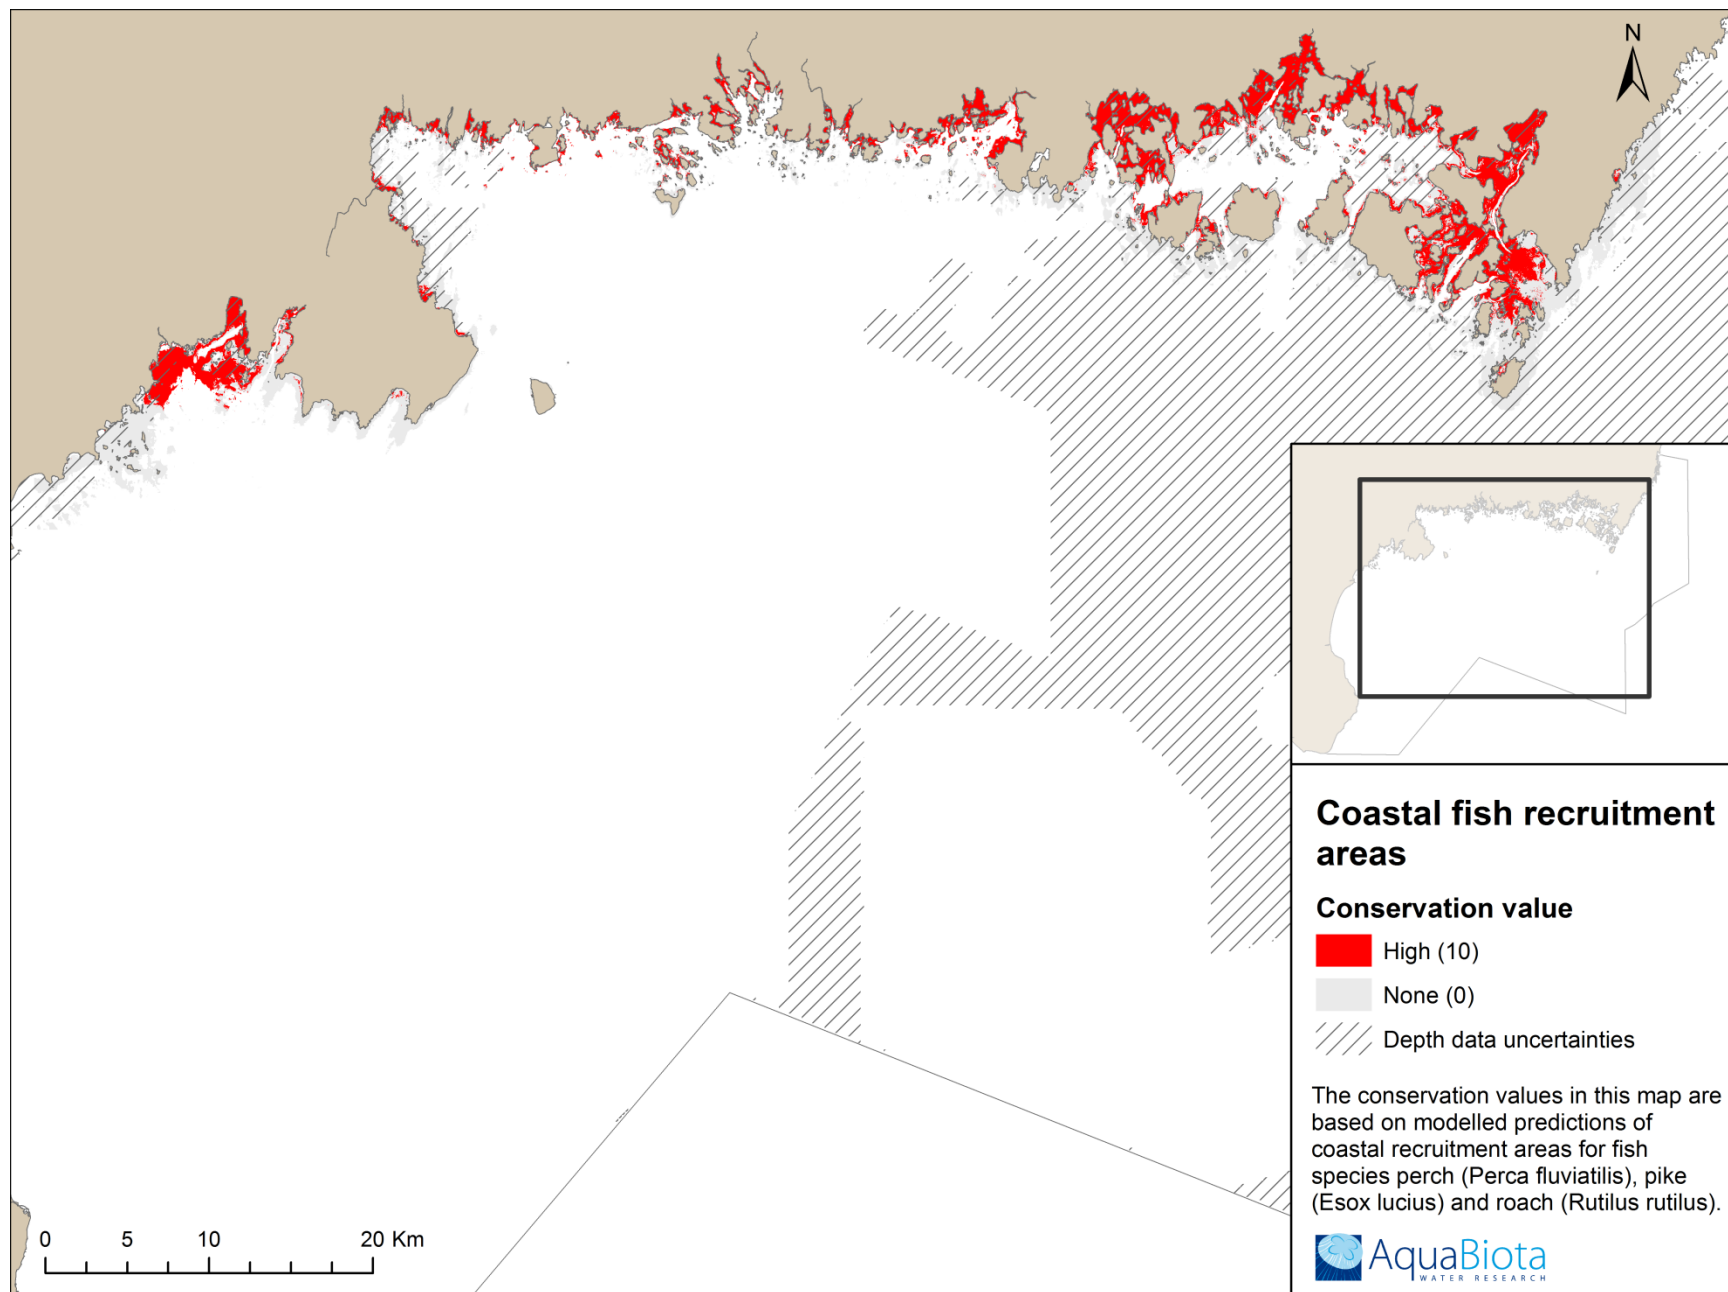 N
Coastal fish recruitment
areas
Conservation value
High (10)
None (0)
Depth data uncertainties
The conservation values in this map are
based on modelled predictions of
coastal recruitment areas for fish
species perch (Perca fluviatilis), pike
(Esox lucius) and roach (Rutilus rutilus).
0 5 10 20 Km
AquaBiota
WATER RESEARCH